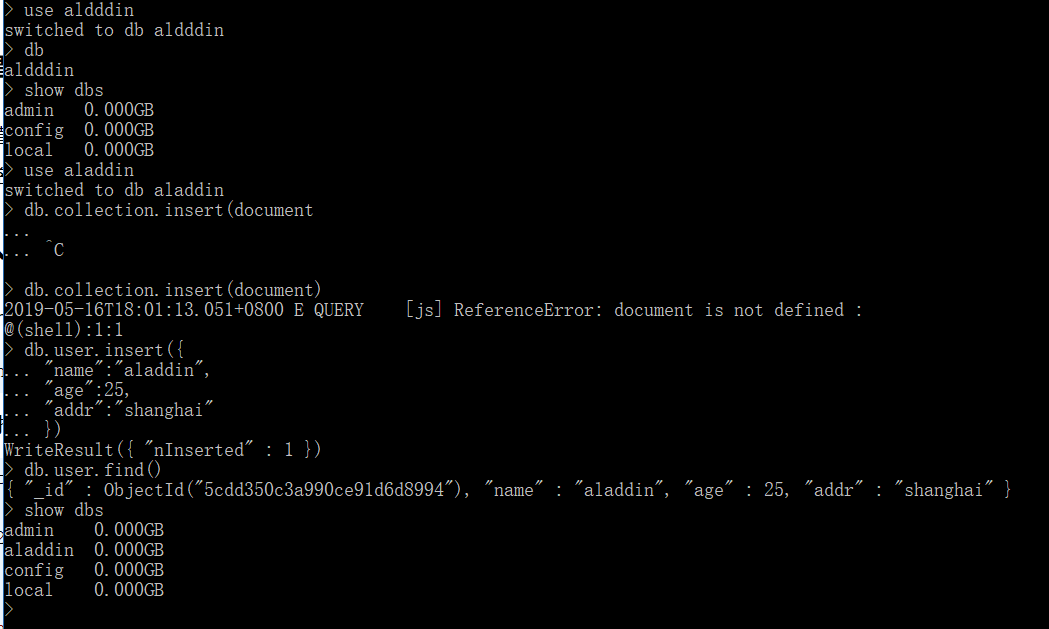 > use aldddin
switched to db aldddin
> db
aldddin
> show dbs
admin   0.000GB
config  0.000GB
local   0.000GB
> use aladdin
switched to db aladdin
> db.collection.insert(document
...
... ^C

> db.collection.insert(document)
2019-05-16T18:01:13.051+0800 E QUERY    [js] ReferenceError: document is not defined :
@(shell):1:1
> db.user.insert({
... "name":"aladdin",
... "age":25,
... "addr":"shanghai"
... })
WriteResult({ "nInserted" : 1 })
> db.user.find()
{ "_id" : ObjectId("5cdd350c3a990ce91d6d8994"), "name" : "aladdin", "age" : 25, "addr" : "shanghai" }
> show dbs
admin    0.000GB
aladdin  0.000GB
config   0.000GB
local    0.000GB
>